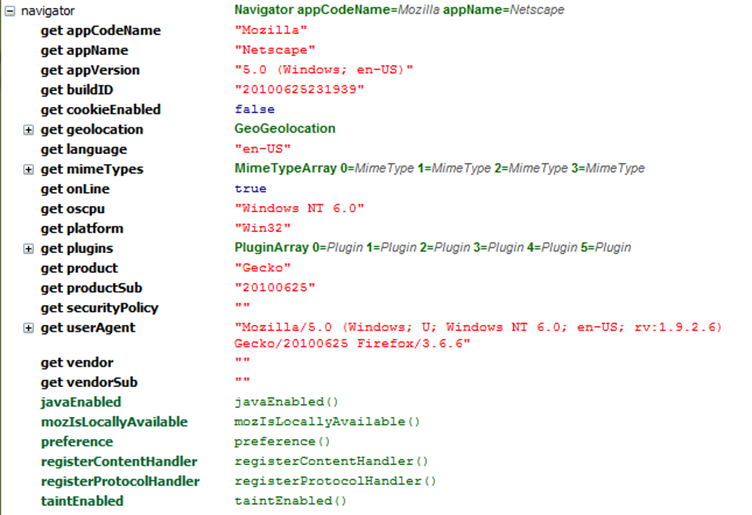 navigator Navigator appCodeName=Mozilla appName=Netscape
get appCodeName "Mozilla"
get appName "Netscape"
get appVersion "5.0 (Windows; en-US)"
get buildID "20100625231939"
get cookieEnabled false
get geolocation GeoGeolocation
get language "en-US"
get mimeTypes MimeTypeArray 0=MimeType 1=MimeType 2=MimeType 3=MimeType
get onLine true
get oscpu "Windows NT 6.0"
get platform "Win32"
get plugins PluginArray 0=Plugin 1=Plugin 2=Plugin 3=Plugin 4=Plugin 5=Plugin
get product "Gecko"
get productSub "20100625"
get securityPolicy ""
get userAgent "Mozilla/5.0 (Windows; U; Windows NT 6.0; en-US; rv:1.9.2.6)
Gecko/20100625 Firefox/3.6.6"
get vendor ""
get vendorSub ""
javaEnabled javaEnabled()
mozIsLocallyAvailable mozIsLocallyAvailable()
preference preference()
registerContentHandler registerContentHandler()
registerProtocolHandler registerProtocolHandler()
taintEnabled taintEnabled()